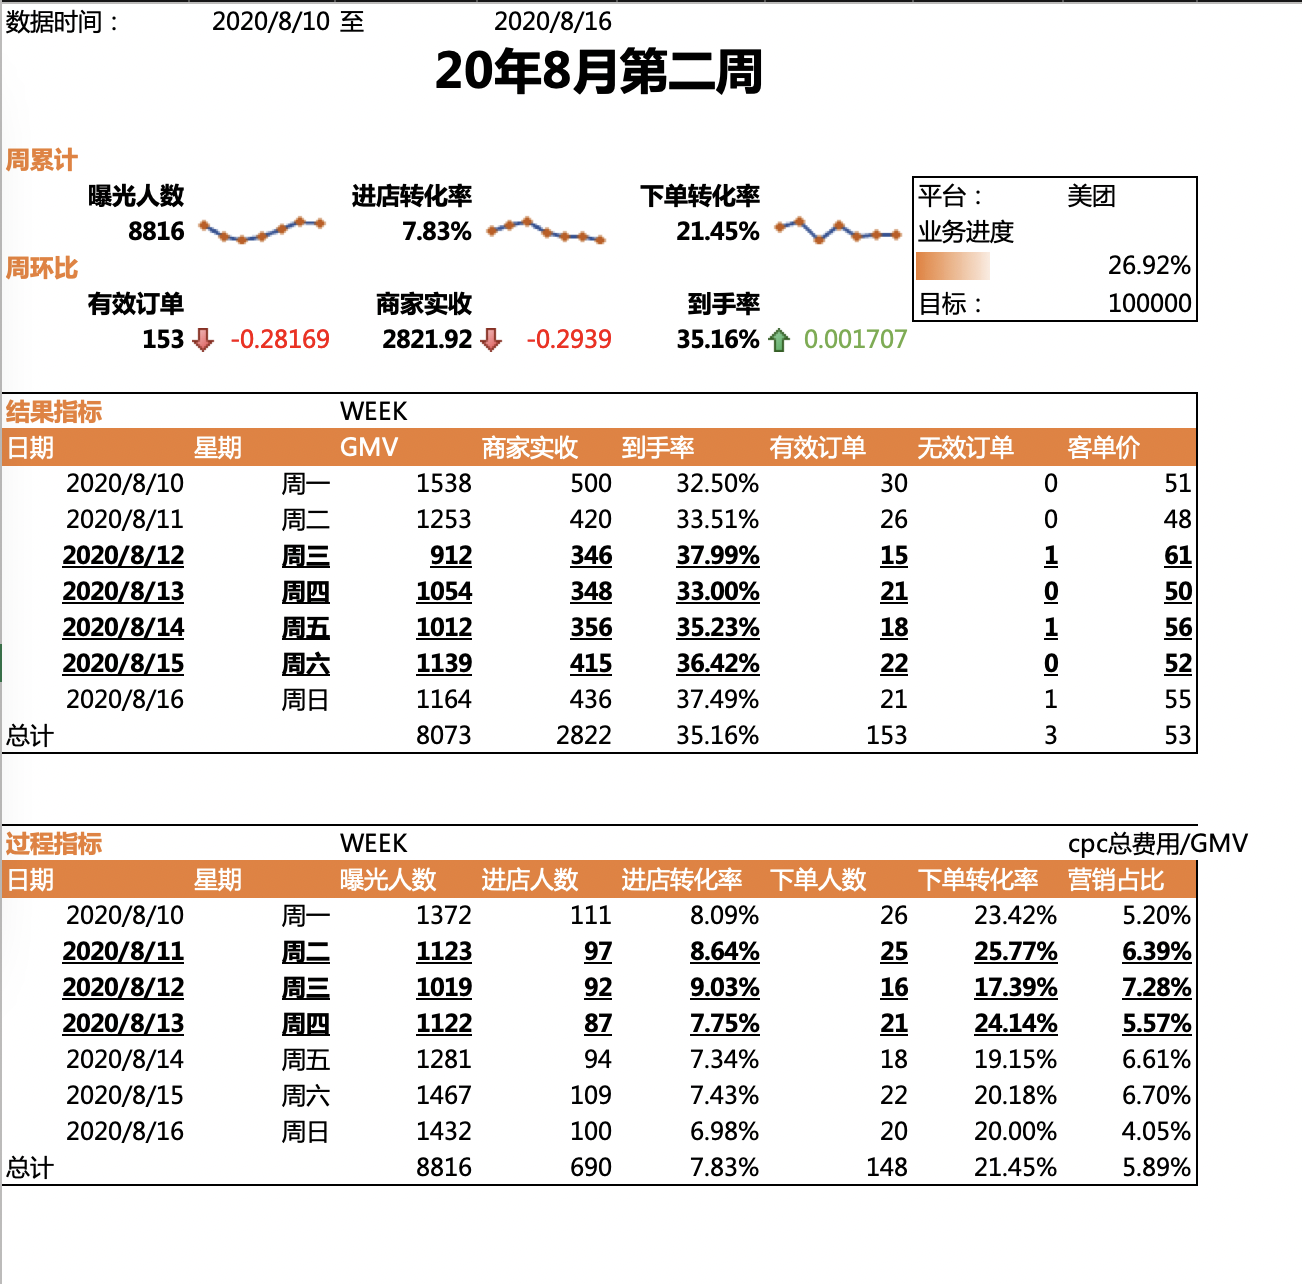 数据时间： 2020/8/10 至 2020/8/16
20年8月第二周
周累计
曝光人数 进店转化率 下单转化率
8816 7.83% 21.45%
周环比
有效订单 商家实收 到手率
153 -0.28169 2821.92 -0.2939 35.16% 0.001707
平台： 美团
业务进度
26.92%
目标： 100000
结果指标 WEEK
日期 星期 GMV 商家实收 到手率 有效订单 无效订单 客单价
2020/8/10 周一 1538 500 32.50% 30 0 51
2020/8/11 周二 1253 420 33.51% 26 0 48
2020/8/12 周三 912 346 37.99% 15 1 61
2020/8/13 周四 1054 348 33.00% 21 0 50
2020/8/14 周五 1012 356 35.23% 18 1 56
2020/8/15 周六 1139 415 36.42% 22 0 52
2020/8/16 周日 1164 436 37.49% 21 1 55
总计 8073 2822 35.16% 153 3 53
过程指标 WEEK cpc总费用/GMV
日期 星期 曝光人数 进店人数 进店转化率 下单人数 下单转化率 营销占比
2020/8/10 周一 1372 111 8.09% 26 23.42% 5.20%
2020/8/11 周二 1123 97 8.64% 25 25.77% 6.39%
2020/8/12 周三 1019 92 9.03% 16 17.39% 7.28%
2020/8/13 周四 1122 87 7.75% 21 24.14% 5.57%
2020/8/14 周五 1281 94 7.34% 18 19.15% 6.61%
2020/8/15 周六 1467 109 7.43% 22 20.18% 6.70%
2020/8/16 周日 1432 100 6.98% 20 20.00% 4.05%
总计 8816 690 7.83% 148 21.45% 5.89%